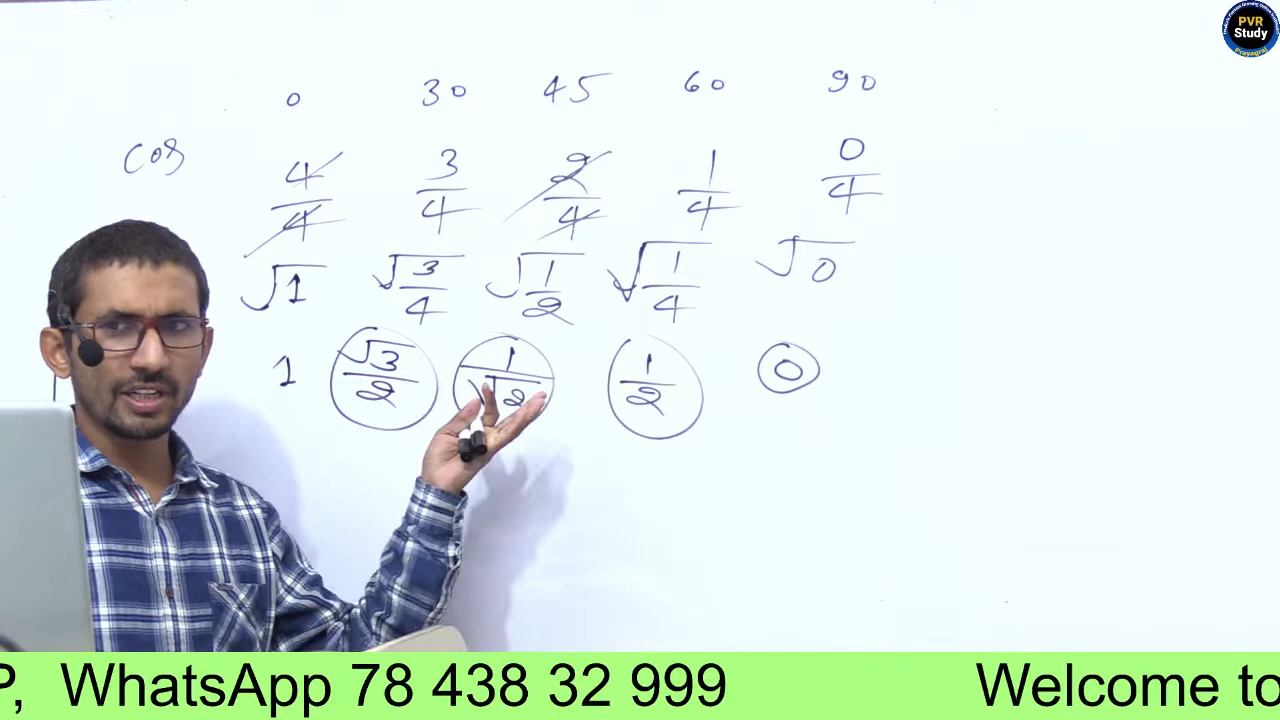 PVR
Study
Prayagraj
0 30 45 60 90
cos 4/4 3/4 2/4 1/4 0/4
√1 √3/4 √1/2 √1/4 √0
1 √3/2 1/√2 1/2 0
P, WhatsApp 78 438 32 999 Welcome to